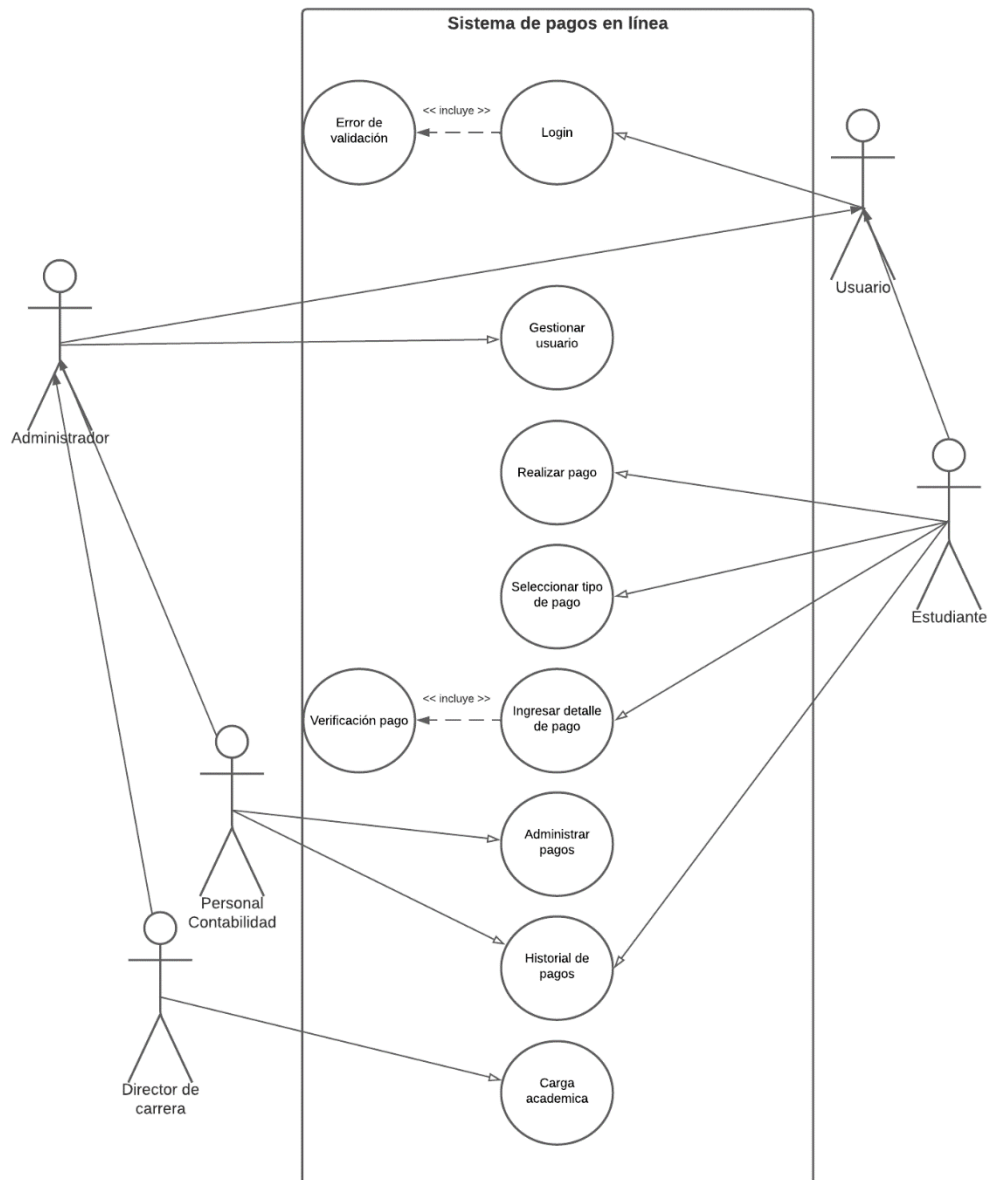 Sistema de pagos en línea
Error de
validación
<< incluye >>
Login
Usuario
Administrador
Gestionar
usuario
Realizar pago
Seleccionar tipo
de pago
Estudiante
Verificación pago
<< incluye >>
Ingresar detalle
de pago
Administrar
pagos
Personal
Contabilidad
Historial de
pagos
Director de
carrera
Carga
academica